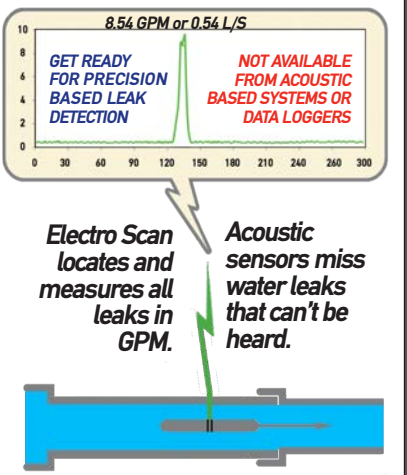 8.54 GPM or 0.54 L/S
10
8
6
4
2
0
GET READY
FOR PRECISION
BASED LEAK
DETECTION
NOT AVAILABLE
FROM ACOUSTIC
BASED SYSTEMS OR
DATA LOGGERS
0 30 60 90 120 150 180 210 240 260 300
Electro Scan
locates and
measures all
leaks in
GPM.
Acoustic
sensors miss
water leaks
that can't be
heard.